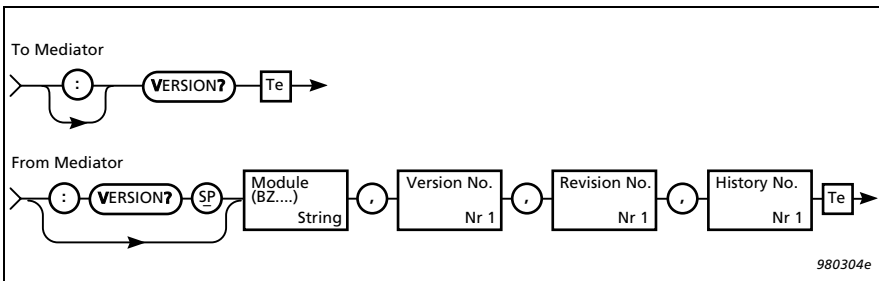 To Mediator
: VERSION? Te
From Mediator
: VERSION? SP Module (BZ....) String , Version No. Nr 1 , Revision No. Nr 1 , History No. Nr 1 Te
980304e